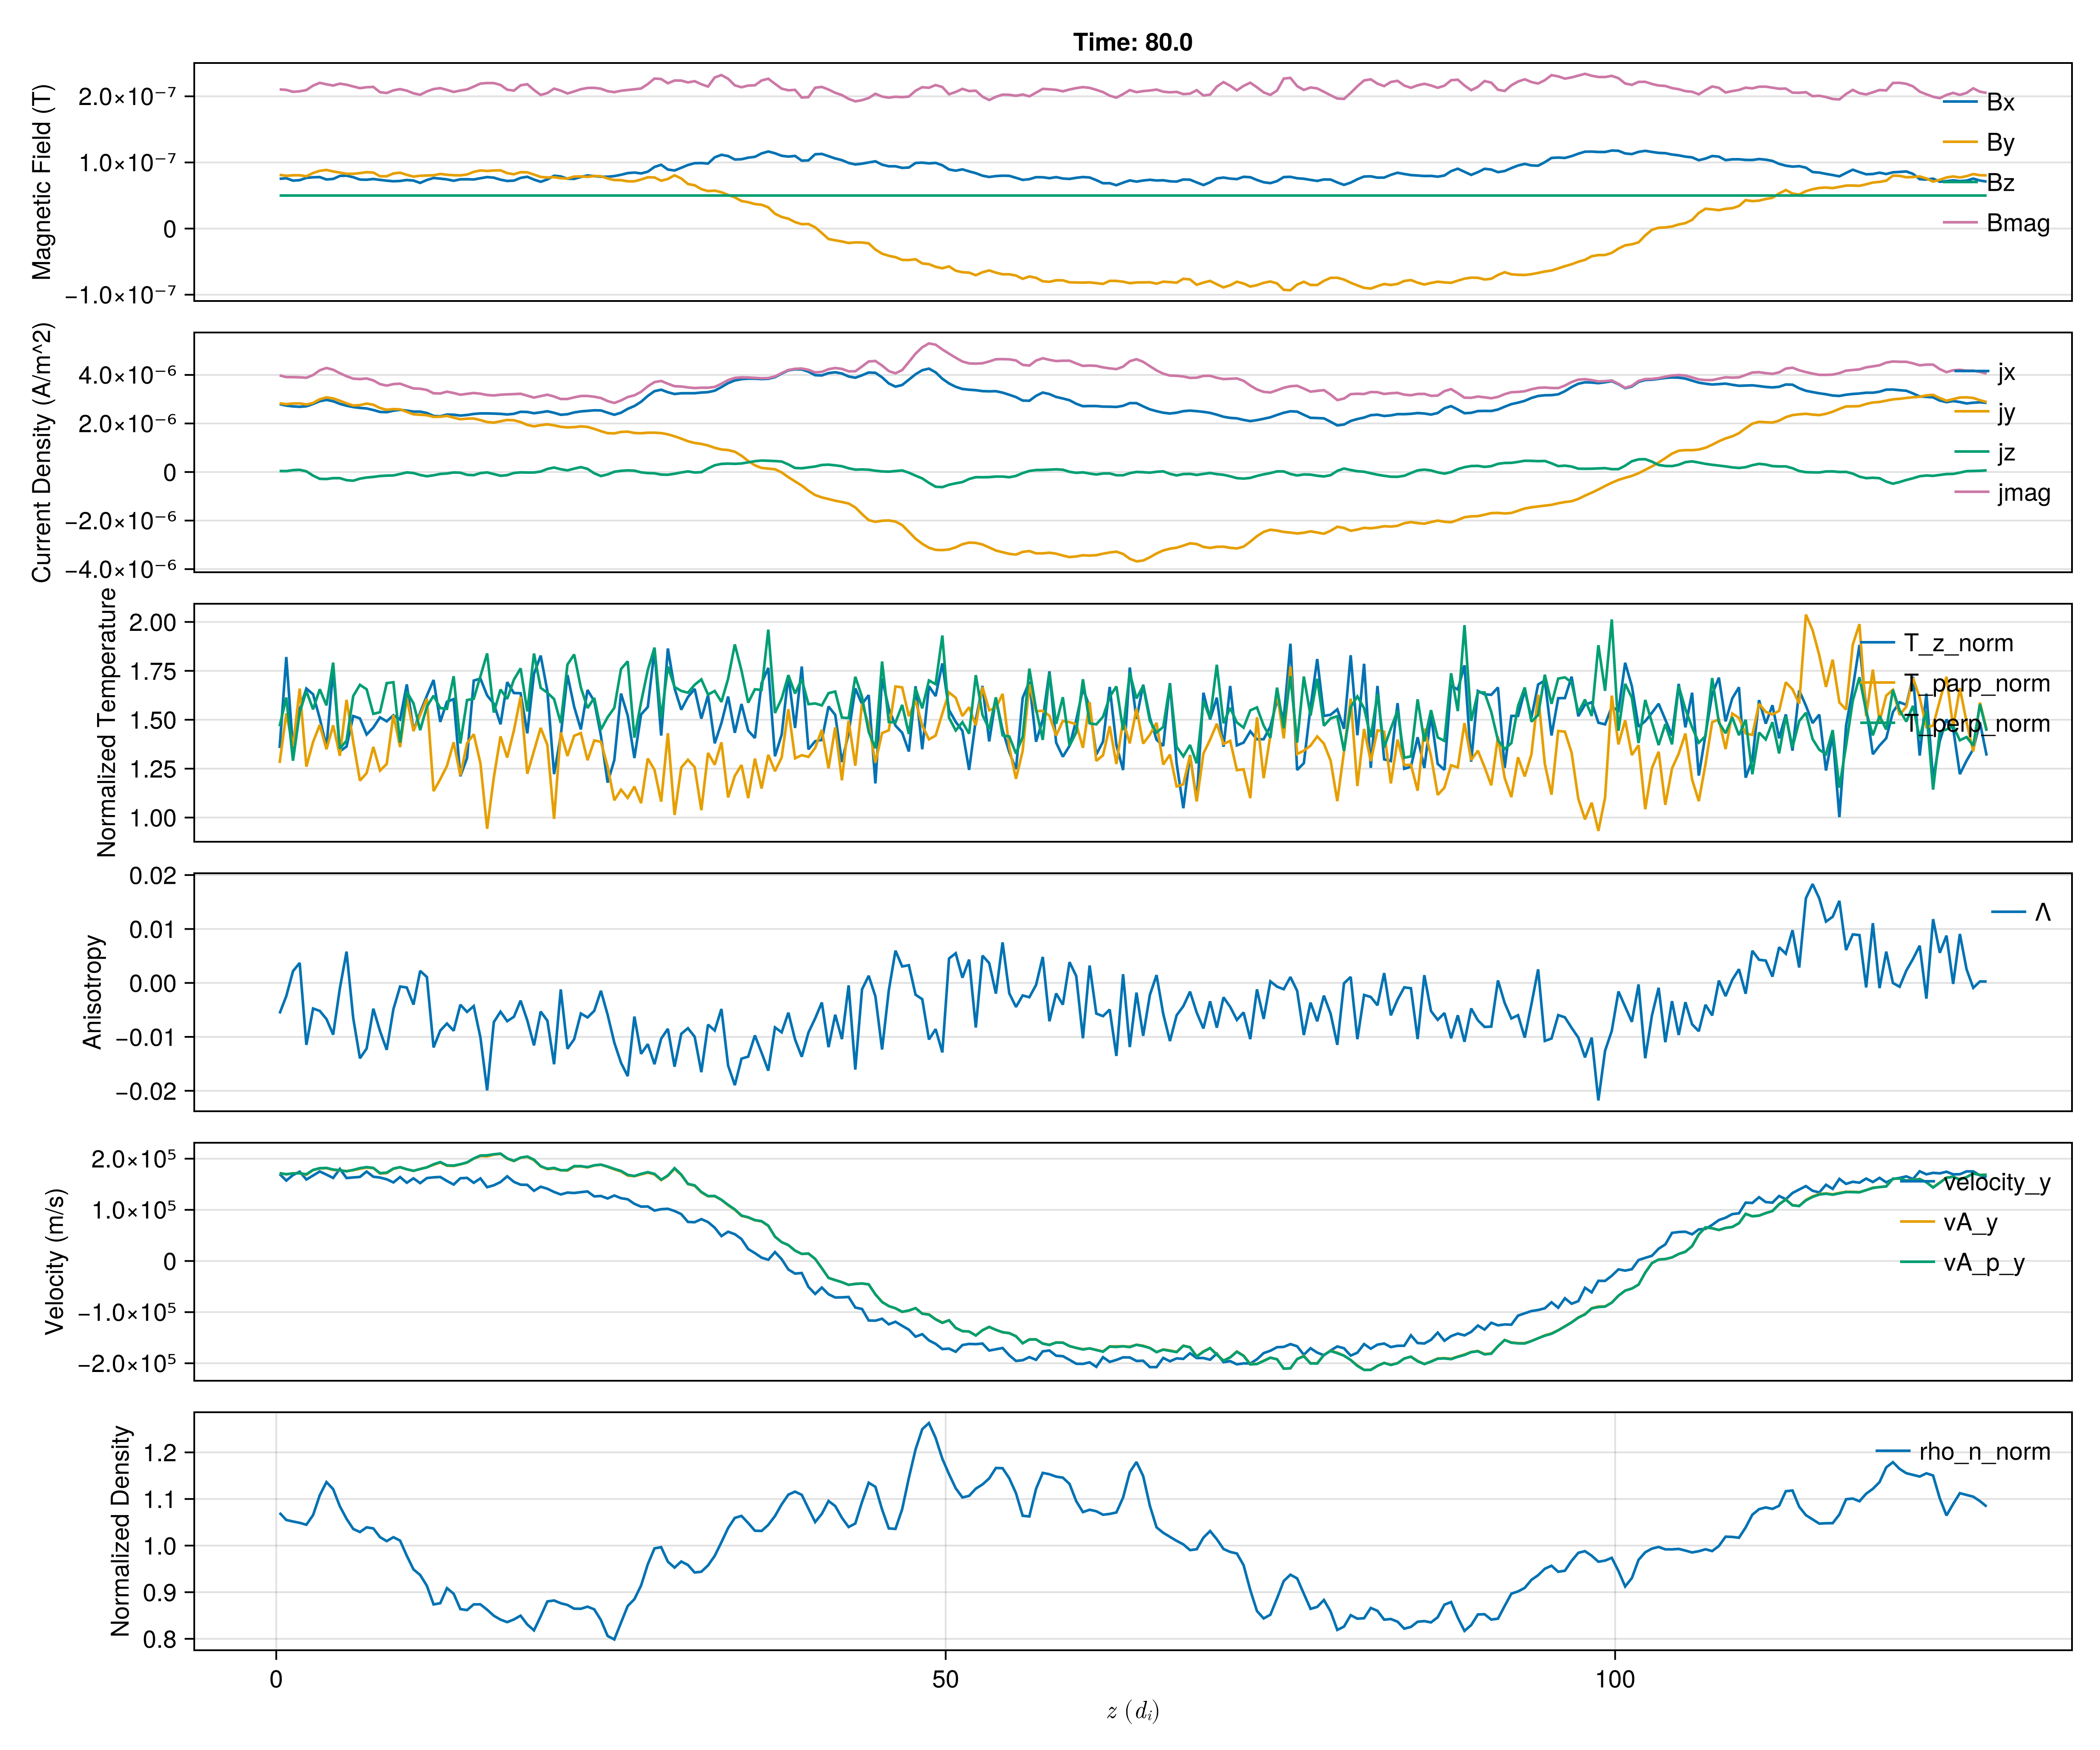 Time: 80.0
Magnetic Field (T)
2.0×10⁻⁷
1.0×10⁻⁷
0
−1.0×10⁻⁷
Bx
By
Bz
Bmag
Current Density (A/m^2)
4.0×10⁻⁶
2.0×10⁻⁶
0
−2.0×10⁻⁶
−4.0×10⁻⁶
jx
jy
jz
jmag
Normalized Temperature
2.00
1.75
1.50
1.25
1.00
T_z_norm
T_parp_norm
T_perp_norm
Anisotropy
0.02
0.01
0.00
−0.01
−0.02
Λ
Velocity (m/s)
2.0×10⁵
1.0×10⁵
0
−1.0×10⁵
−2.0×10⁵
velocity_y
vA_y
vA_p_y
Normalized Density
1.2
1.1
1.0
0.9
0.8
rho_n_norm
0 50 100
z (dᵢ)